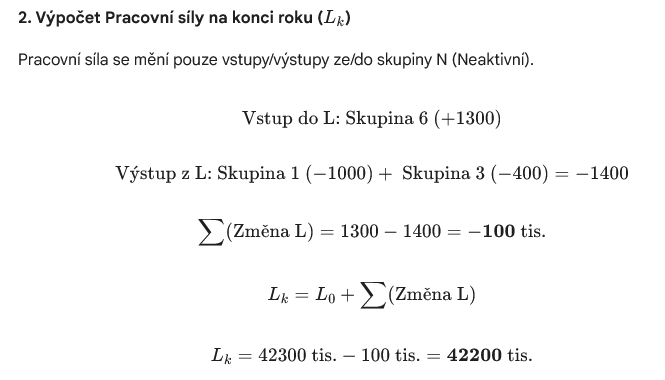 2. Výpočet Pracovní síly na konci roku (Lₖ)
Pracovní síla se mění pouze vstupy/výstupy ze/do skupiny N (Neaktivní).
Vstup do L: Skupina 6 (+1300)
Výstup z L: Skupina 1 (−1000) + Skupina 3 (−400) = −1400
∑(Změna L) = 1300 − 1400 = −100 tis.
Lₖ = L₀ + ∑(Změna L)
Lₖ = 42300 tis. − 100 tis. = 42200 tis.